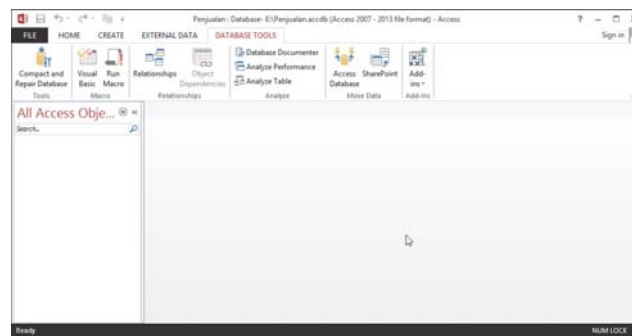 Penjualan : Database- E:\Penjualan.accdb (Access 2007 - 2013 file format) - Access
FILE HOME CREATE EXTERNAL DATA DATABASE TOOLS Sign in
Compact and Repair Database
Visual Basic
Run Macro
Relationships
Object Dependencies
Database Documenter
Analyze Performance
Analyze Table
Access Database
SharePoint
Add-ins
Tools Macro Relationships Analyze Move Data Add-Ins
All Access Obje...
Search..
Ready NUM LOCK